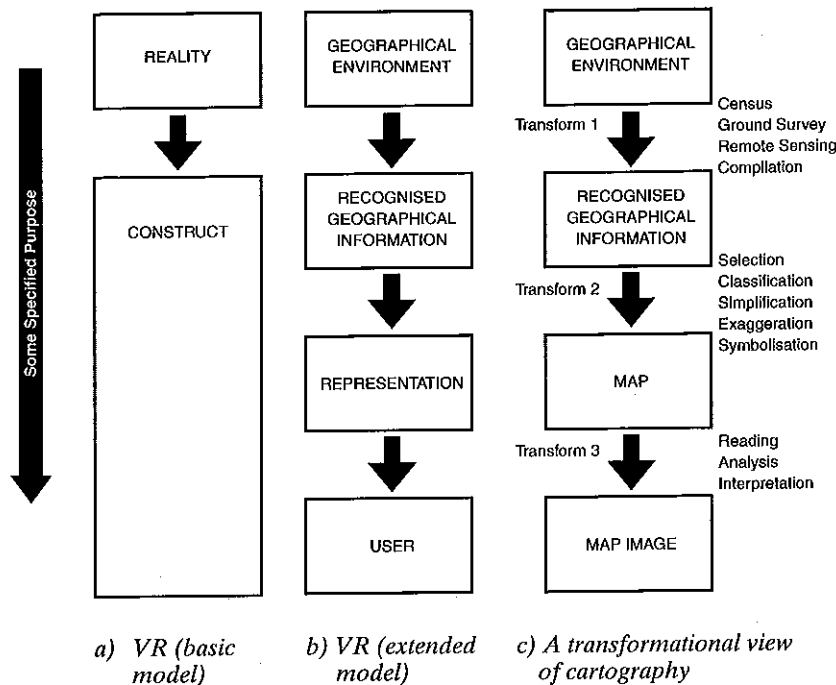 Some Specified Purpose
REALITY
CONSTRUCT
a) VR (basic
model)
GEOGRAPHICAL
ENVIRONMENT
RECOGNISED
GEOGRAPHICAL
INFORMATION
REPRESENTATION
USER
b) VR (extended
model)
GEOGRAPHICAL
ENVIRONMENT
Transform 1
Census
Ground Survey
Remote Sensing
Compilation
RECOGNISED
GEOGRAPHICAL
INFORMATION
Transform 2
Selection
Classification
Simplification
Exaggeration
Symbolisation
MAP
Transform 3
Reading
Analysis
Interpretation
MAP IMAGE
c) A transformational view
of cartography